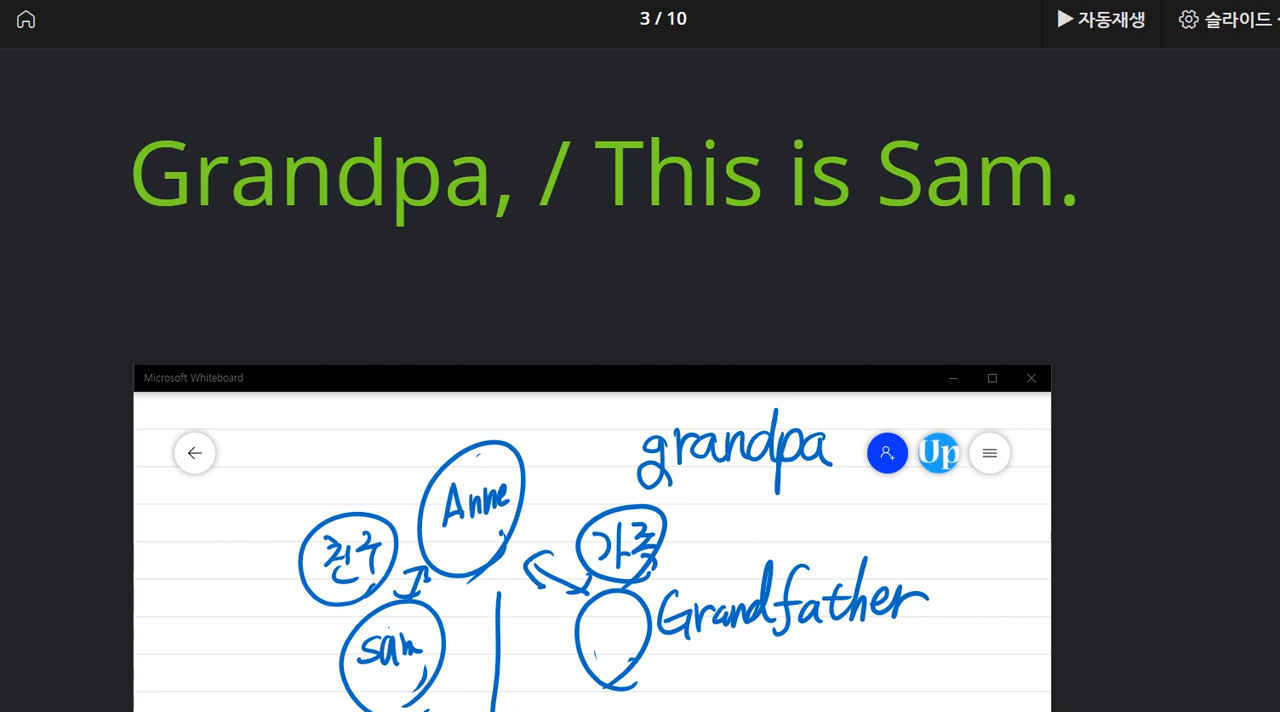 3 / 10
▶ 자동재생
슬라이드
Grandpa, / This is Sam.
Microsoft Whiteboard
grandpa
Up
Anne
친구
가족
Grandfather
sam